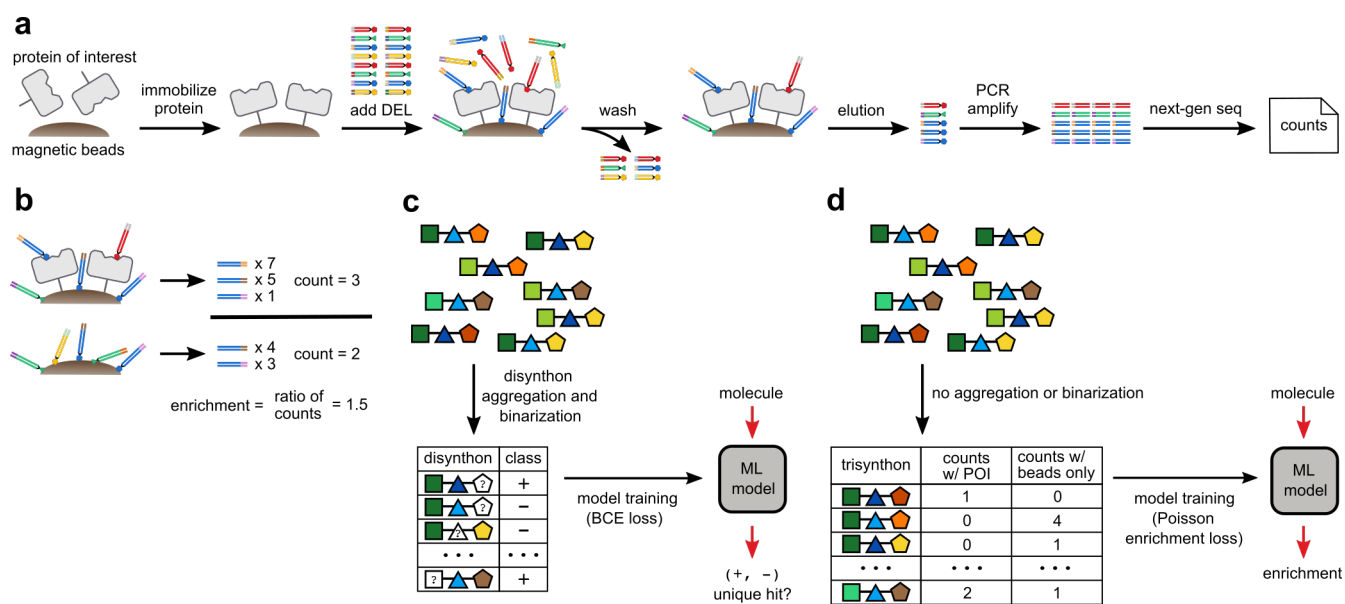 a
protein of interest
magnetic beads
immobilize
protein
add DEL
wash
elution
PCR
amplify
next-gen seq
counts
b
x 7
x 5
x 1
count = 3
x 4
x 3
count = 2
enrichment = ratio of counts = 1.5
c
disynthon
aggregation and
binarization
disynthon class
? +
? −
? −
• • • • • •
? +
model training
(BCE loss)
molecule
ML
model
(+, −)
unique hit?
d
no aggregation or binarization
trisynthon
counts
w/ POI
counts w/
beads only
1 0
0 4
0 1
• • • • • • • • •
2 1
model training
(Poisson
enrichment loss)
molecule
ML
model
enrichment